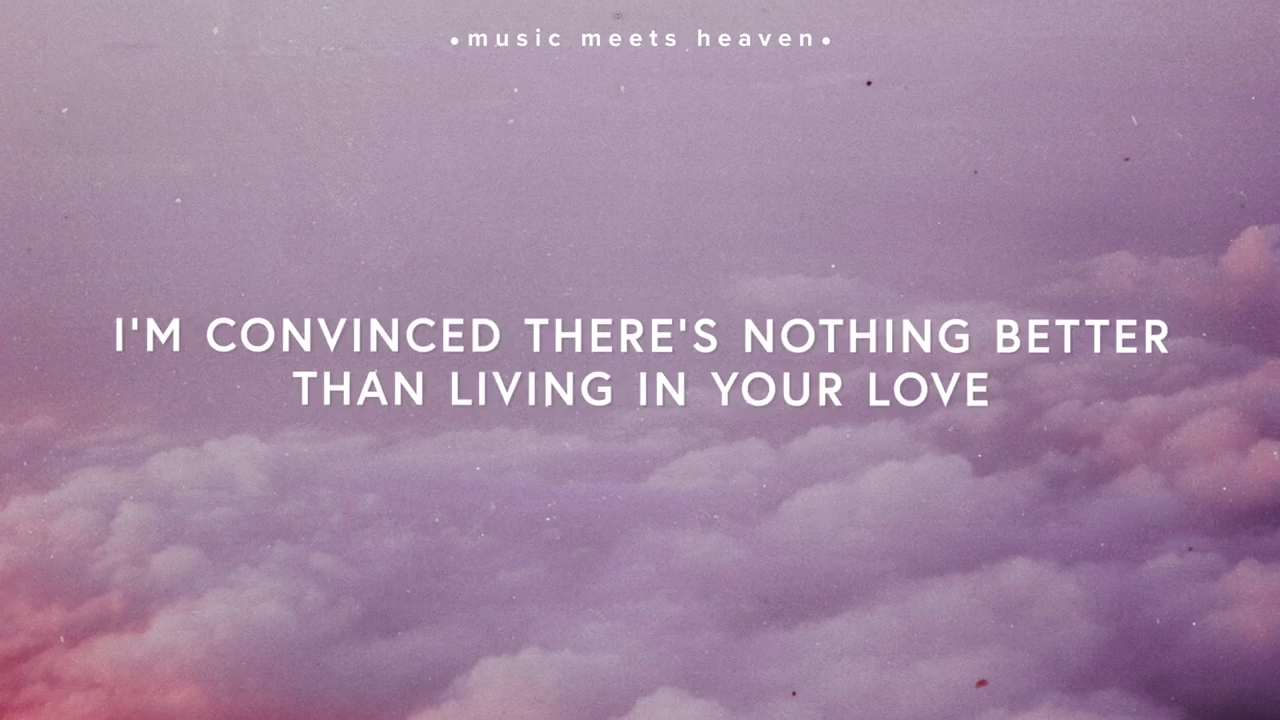 •music meets heaven•
I'M CONVINCED THERE'S NOTHING BETTER
THAN LIVING IN YOUR LOVE